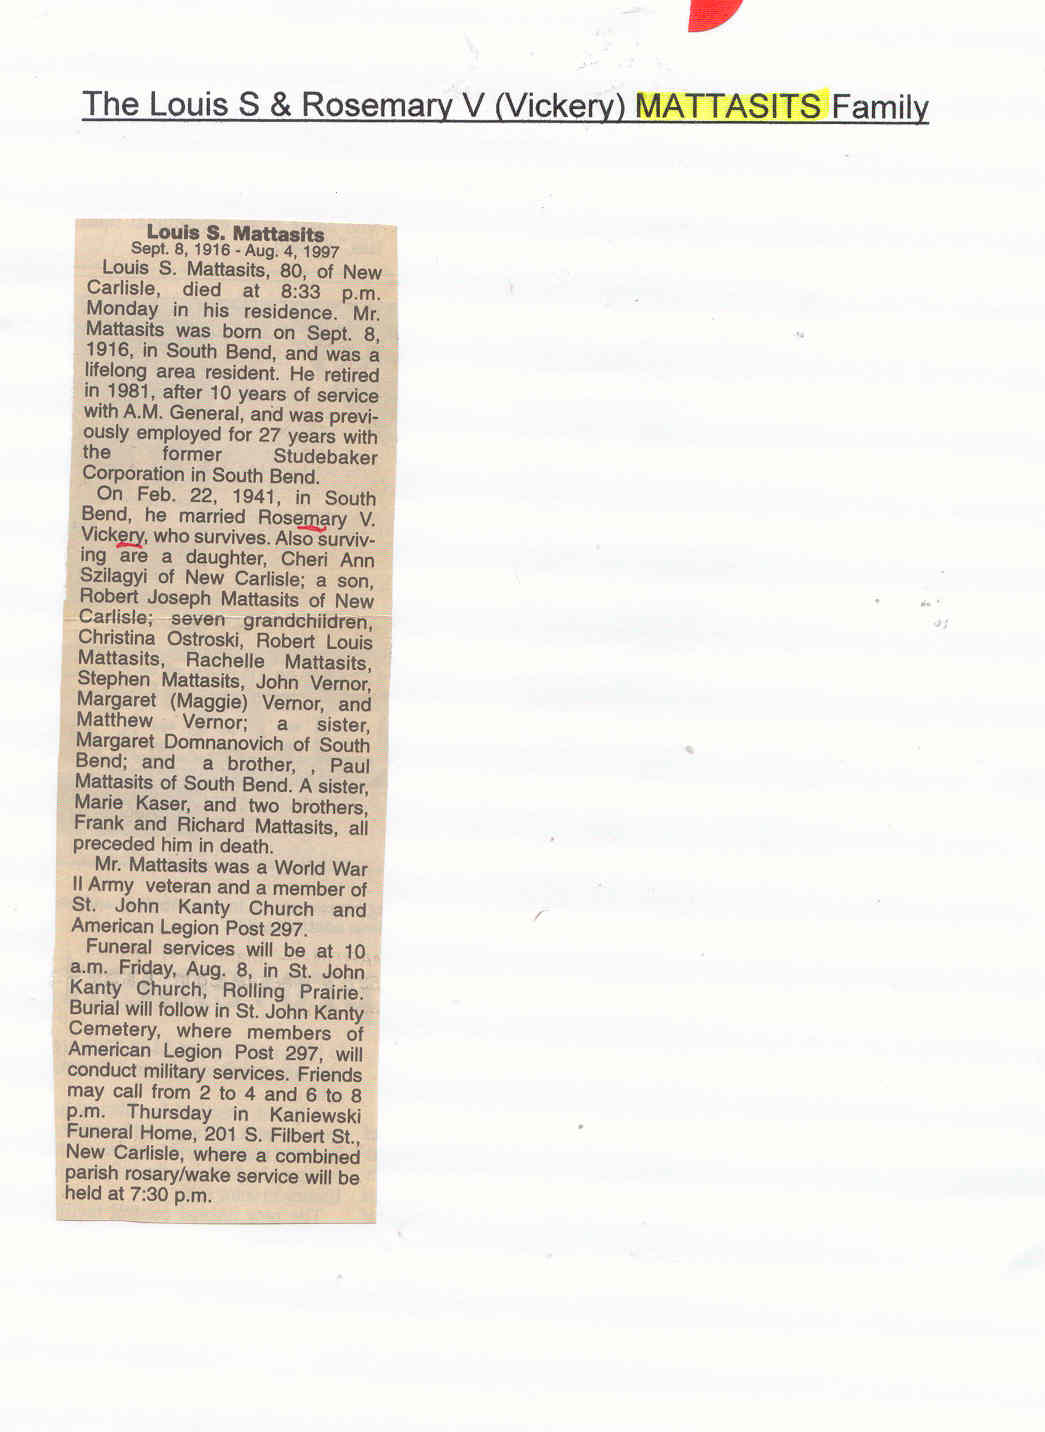 The Louis S & Rosemary V (Vickery) MATTASITS Family
Louis S. Mattasits
Sept. 8, 1916 - Aug. 4, 1997
Louis S. Mattasits, 80, of New
Carlisle, died at 8:33 p.m.
Monday in his residence. Mr.
Mattasits was born on Sept. 8,
1916, in South Bend, and was a
lifelong area resident. He retired
in 1981, after 10 years of service
with A.M. General, and was previ-
ously employed for 27 years with
the former Studebaker
Corporation in South Bend.
On Feb. 22, 1941, in South
Bend, he married Rosemary V.
Vickery, who survives. Also surviv-
ing are a daughter, Cheri Ann
Szilagyi of New Carlisle; a son,
Robert Joseph Mattasits of New
Carlisle; seven grandchildren,
Christina Ostroski, Robert Louis
Mattasits, Rachelle Mattasits,
Stephen Mattasits, John Vernor,
Margaret (Maggie) Vernor, and
Matthew Vernor; a sister,
Margaret Domnanovich of South
Bend; and a brother, , Paul
Mattasits of South Bend. A sister,
Marie Kaser, and two brothers,
Frank and Richard Mattasits, all
preceded him in death.
Mr. Mattasits was a World War
II Army veteran and a member of
St. John Kanty Church and
American Legion Post 297.
Funeral services will be at 10
a.m. Friday, Aug. 8, in St. John
Kanty Church, Rolling Prairie.
Burial will follow in St. John Kanty
Cemetery, where members of
American Legion Post 297, will
conduct military services. Friends
may call from 2 to 4 and 6 to 8
p.m. Thursday in Kaniewski
Funeral Home, 201 S. Filbert St.,
New Carlisle, where a combined
parish rosary/wake service will be
held at 7:30 p.m.